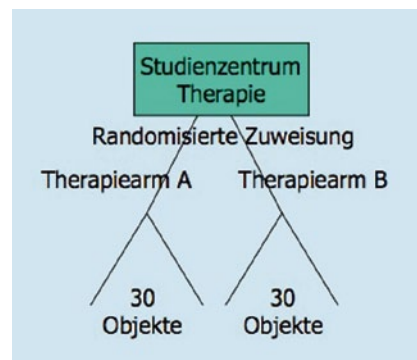 Studienzentrum
Therapie
Randomisierte Zuweisung
Therapiearm A
Therapiearm B
30
Objekte
30
Objekte